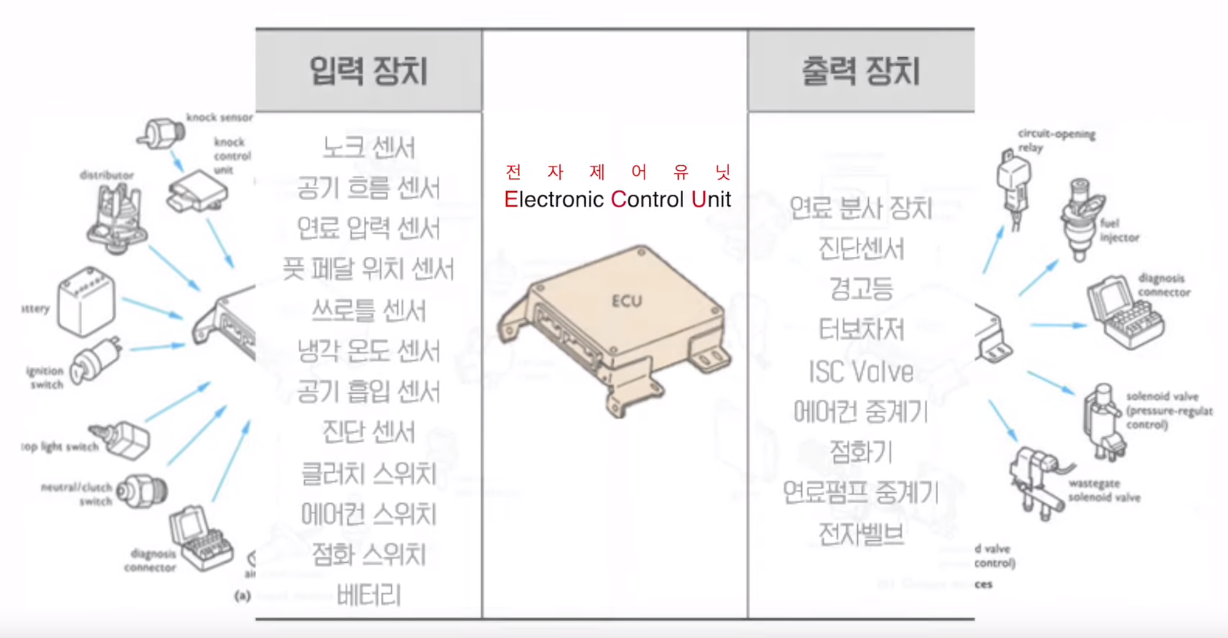 입력 장치
노크 센서
공기 흐름 센서
연료 압력 센서
풋 페달 위치 센서
쓰로틀 센서
냉각 온도 센서
공기 흡입 센서
진단 센서
클러치 스위치
에어컨 스위치
점화 스위치
베터리
전자제어유닛
Electronic Control Unit
ECU
출력 장치
연료 분사 장치
진단센서
경고등
터보차저
ISC Valve
에어컨 중계기
점화기
연료펌프 중계기
전자벨브
knock sensor
knock
control
unit
distributor
ttery
ignition
switch
top light switch
neutral/clutch
switch
diagnosis
connector
(a)
circuit-opening
relay
fuel
injector
diagnosis
connector
solenoid valve
(pressure-regulat
control)
wastegate
solenoid valve
d valve
control)
ces